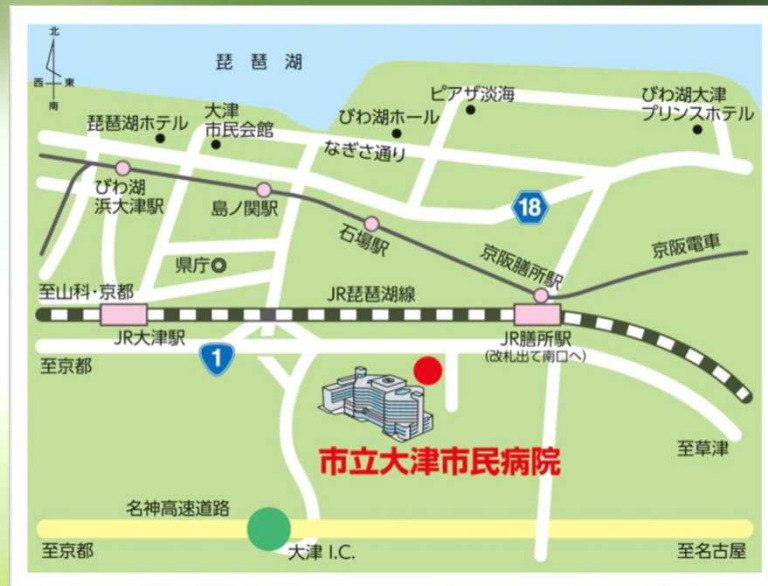 北
西 東
南
琵琶湖
琵琶湖ホテル
大津
市民会館
びわ湖ホール
ピアザ淡海
びわ湖大津
プリンスホテル
なぎさ通り
びわ湖
浜大津駅
島ノ関駅
石場駅
18
京阪膳所駅
京阪電車
県庁
至山科・京都
JR琵琶湖線
JR大津駅
JR膳所駅
(改札出て南口へ)
1
至京都
市立大津市民病院
至草津
名神高速道路
至京都
大津 I.C.
至名古屋